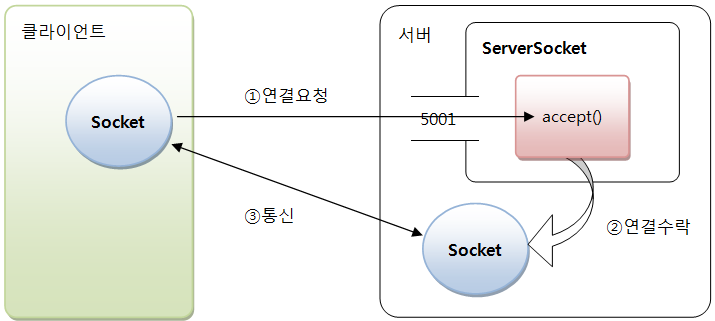 클라이언트
서버
ServerSocket
①연결요청
Socket
5001
accept()
③통신
②연결수락
Socket